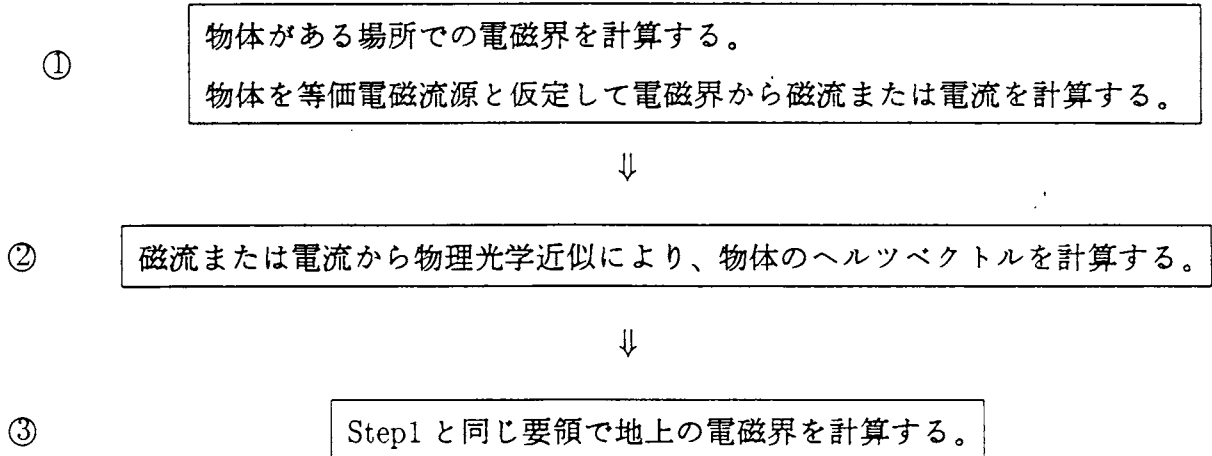 ①
物体がある場所での電磁界を計算する。
物体を等価電磁流源と仮定して電磁界から磁流または電流を計算する。
⇓
② 磁流または電流から物理光学近似により、物体のヘルツベクトルを計算する。
⇓
③ Step1 と同じ要領で地上の電磁界を計算する。